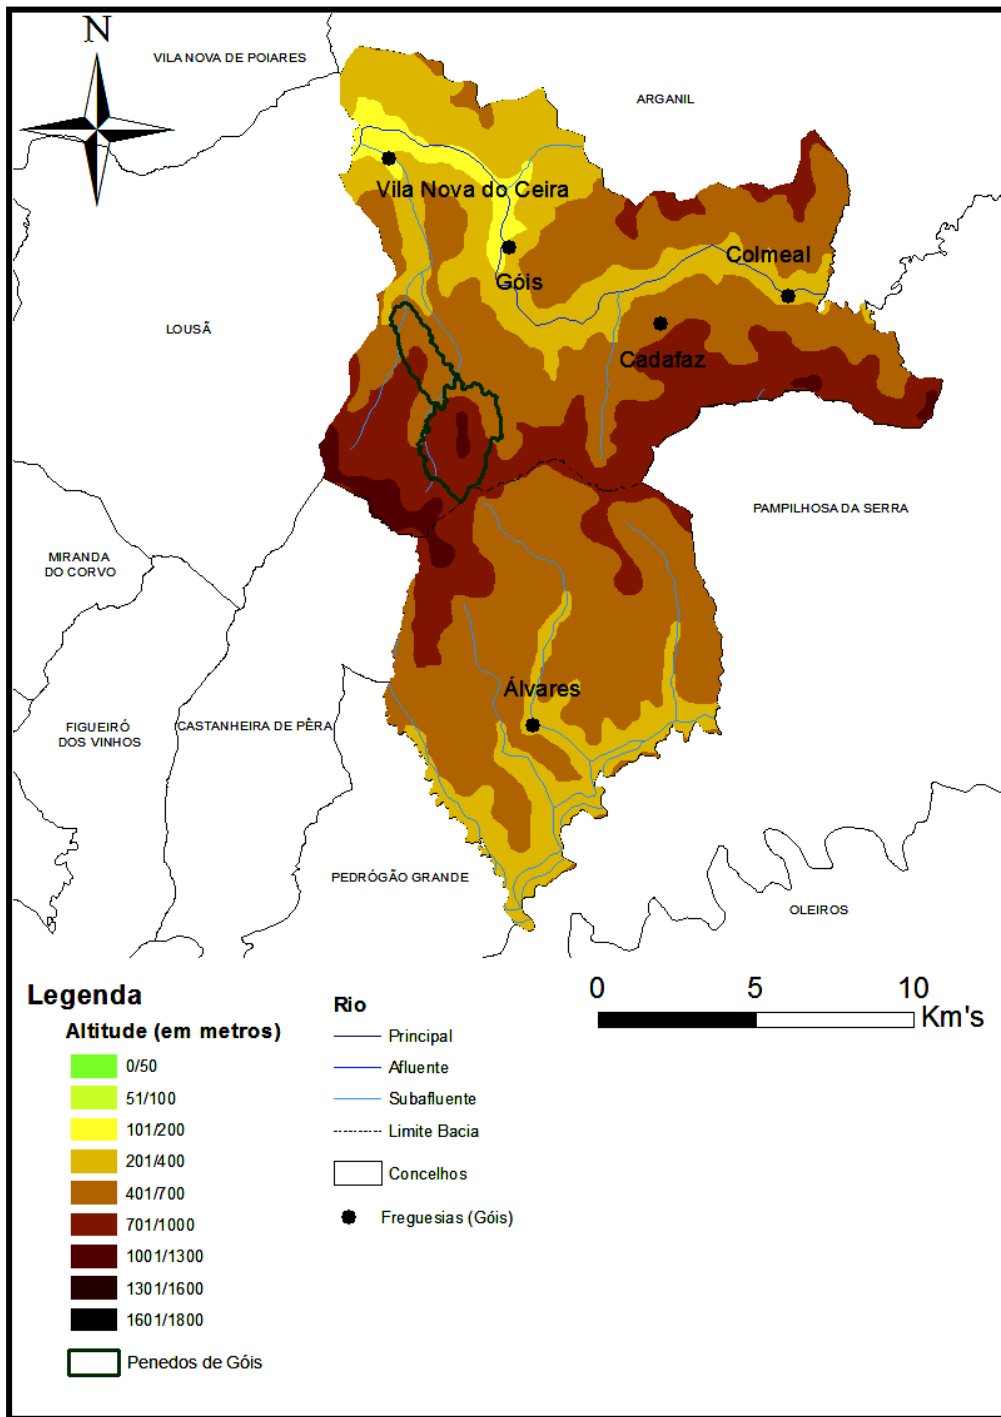 N
VILA NOVA DE POIARES
ARGANIL
Vila Nova do Ceira
Colmeal
Góis
LOUSÃ
Cadafaz
PAMPILHOSA DA SERRA
MIRANDA
DO CORVO
Álvares
FIGUEIRÓ
DOS VINHOS
CASTANHEIRA DE PÊRA
PEDRÓGÃO GRANDE
OLEIROS
Legenda
Altitude (em metros)
0/50
51/100
101/200
201/400
401/700
701/1000
1001/1300
1301/1600
1601/1800
Penedos de Góis
Rio
Principal
Afluente
Subafluente
Limite Bacia
Concelhos
Freguesias (Góis)
0 5 10
Km's